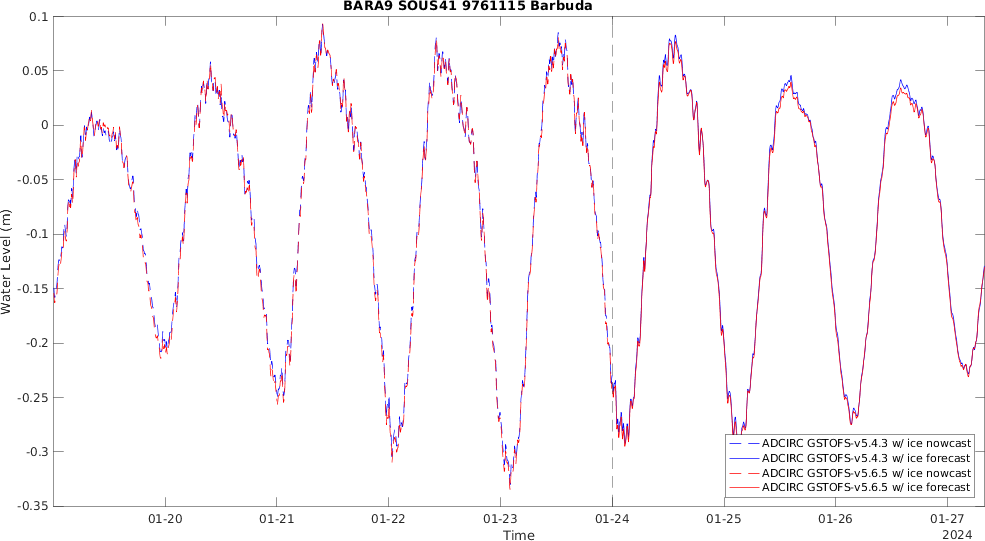 BARA9 SOUS41 9761115 Barbuda
0.1
0.05
0
-0.05
-0.1
-0.15
-0.2
-0.25
-0.3
-0.35
Water Level (m)
01-20
01-21
01-22
01-23
01-24
01-25
01-26
01-27
Time
2024
ADCIRC GSTOFS-v5.4.3 w/ ice nowcast
ADCIRC GSTOFS-v5.4.3 w/ ice forecast
ADCIRC GSTOFS-v5.6.5 w/ ice nowcast
ADCIRC GSTOFS-v5.6.5 w/ ice forecast